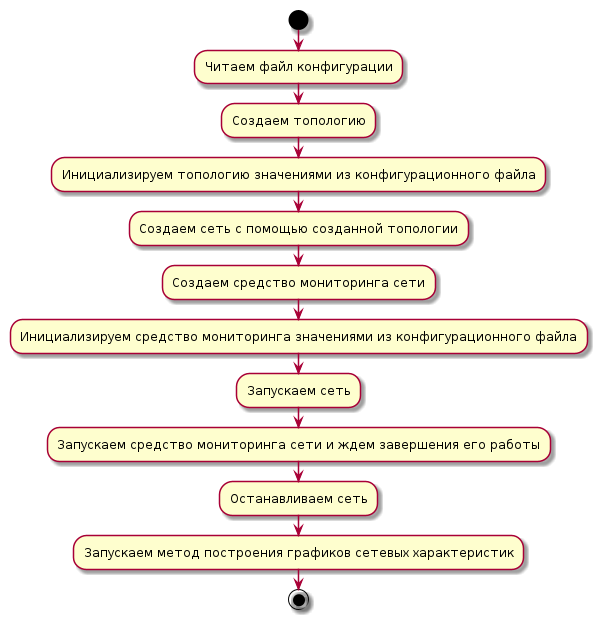 Читаем файл конфигурации
Создаем топологию
Инициализируем топологию значениями из конфигурационного файла
Создаем сеть с помощью созданной топологии
Создаем средство мониторинга сети
Инициализируем средство мониторинга значениями из конфигурационного файла
Запускаем сеть
Запускаем средство мониторинга сети и ждем завершения его работы
Останавливаем сеть
Запускаем метод построения графиков сетевых характеристик